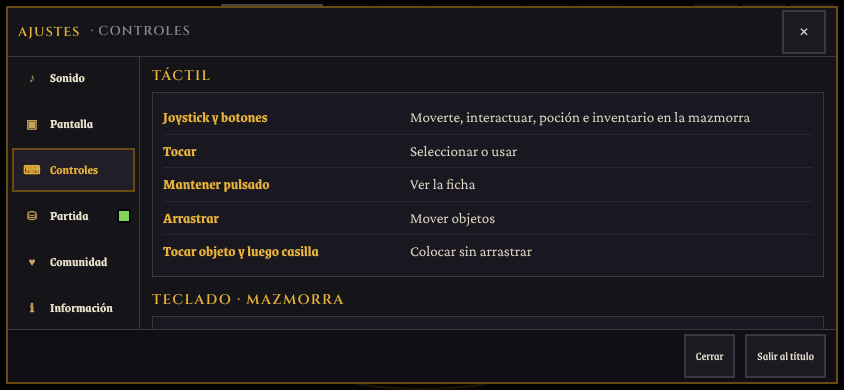 AJUSTES · CONTROLES
×
Sonido
Pantalla
Controles
Partida
Comunidad
Información
TÁCTIL
Joystick y botones Moverte, interactuar, poción e inventario en la mazmorra
Tocar Seleccionar o usar
Mantener pulsado Ver la ficha
Arrastrar Mover objetos
Tocar objeto y luego casilla Colocar sin arrastrar
TECLADO · MAZMORRA
Cerrar
Salir al título